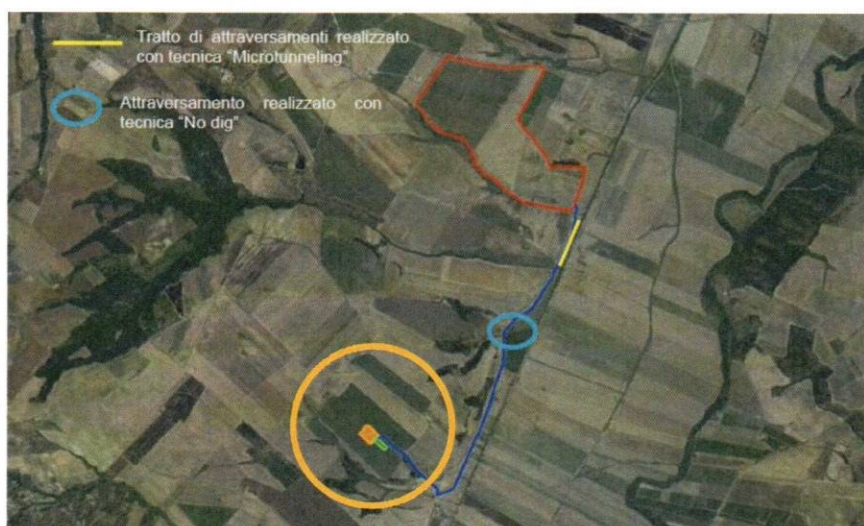 Tratto di attraversamenti realizzato
con tecnica “Microtunneling”
Attraversamento realizzato con
tecnica “No dig”